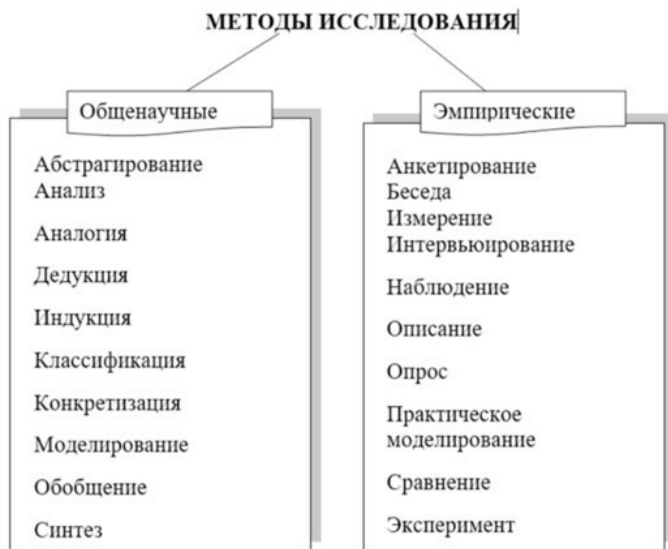 МЕТОДЫ ИССЛЕДОВАНИЯ
Общенаучные
Абстрагирование
Анализ
Аналогия
Дедукция
Индукция
Классификация
Конкретизация
Моделирование
Обобщение
Синтез
Эмпирические
Анкетирование
Беседа
Измерение
Интервьюирование
Наблюдение
Описание
Опрос
Практическое
моделирование
Сравнение
Эксперимент